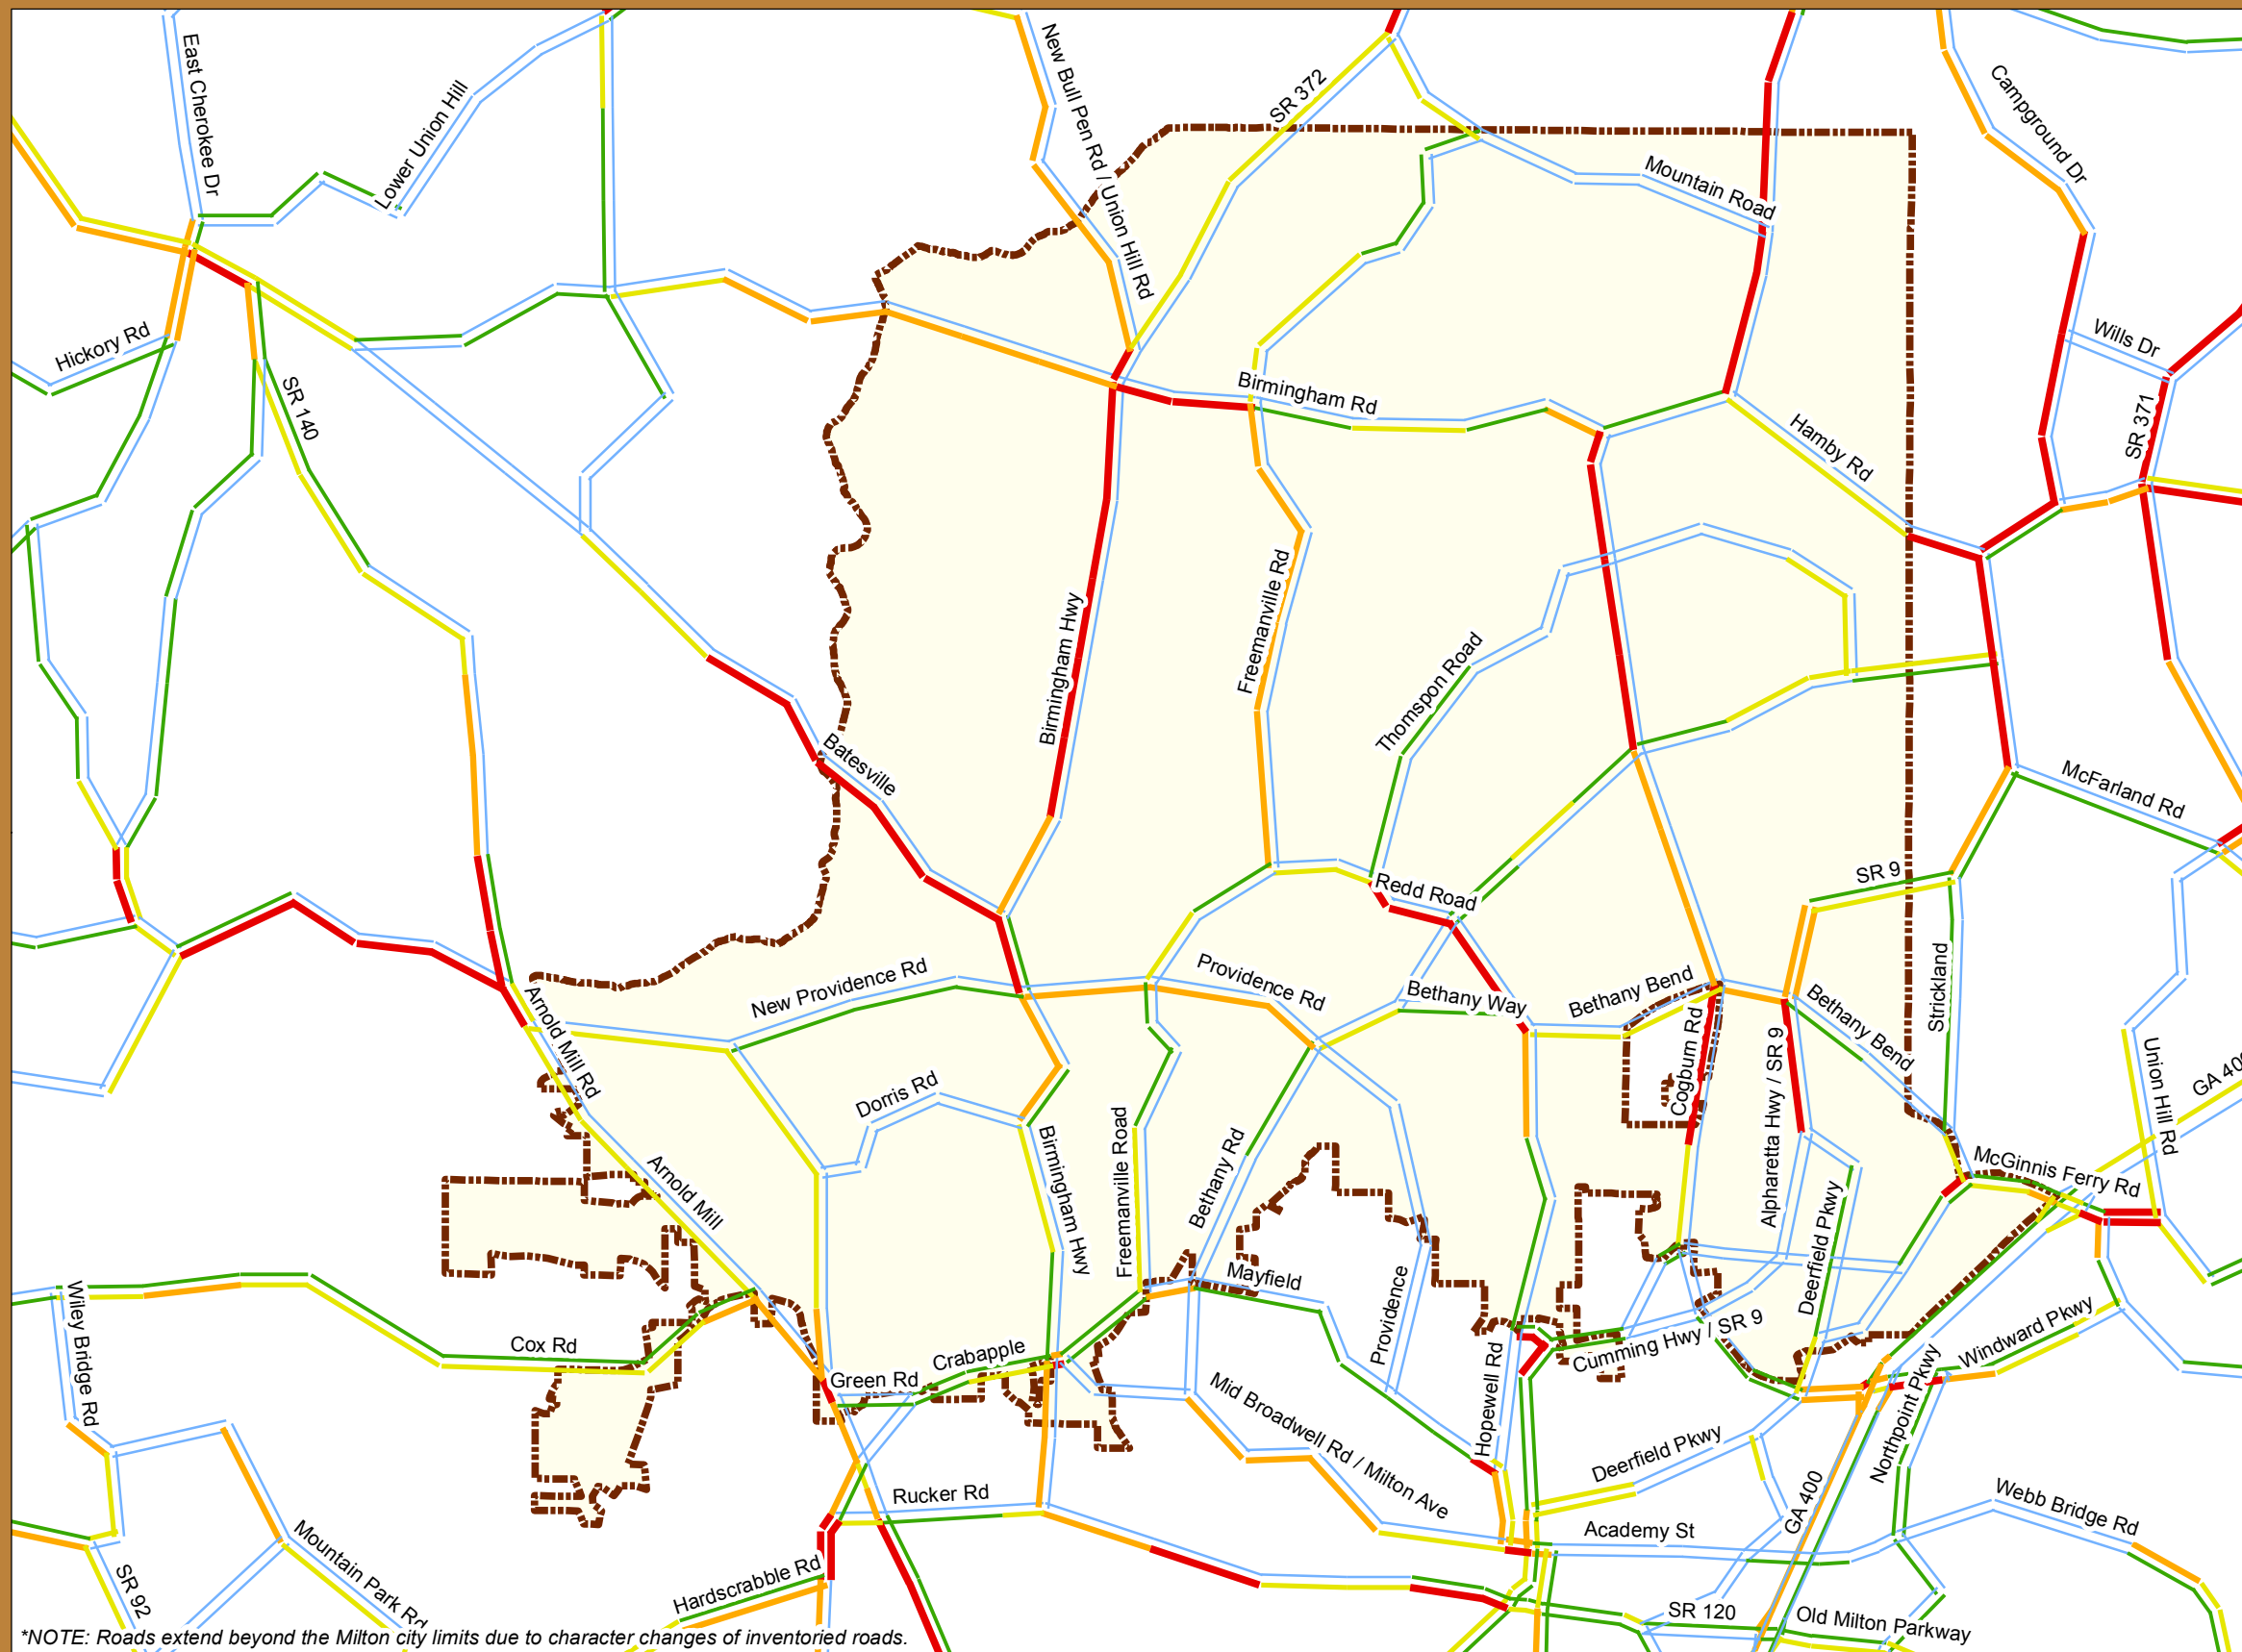 East Cherokee Dr
Lower Union Hill
New Bull Pen Rd / Union Hill Rd
SR 372
Campground Dr
Mountain Road
Hickory Rd
SR 140
Wills Dr
Birmingham Rd
SR 371
Hamby Rd
Birmingham Hwy
Freemanville Rd
Thomspon Road
Batesville
McFarland Rd
SR 9
Redd Road
Strickland
New Providence Rd
Providence Rd
Bethany Way
Bethany Bend
Cogburn Rd
Bethany Bend
Alpharetta Hwy / SR 9
Arnold Mill Rd
Union Hill Rd
GA 400
Dorris Rd
Birmingham Hwy
Freemanville Road
Bethany Rd
Arnold Mill
McGinnis Ferry Rd
Deerfield Pkwy
Mayfield
Providence
Wiley Bridge Rd
Cox Rd
Crabapple
Green Rd
Cumming Hwy / SR 9
Windward Pkwy
Hopewell Rd
Mid Broadwell Rd / Milton Ave
Northpoint Pkwy
Deerfield Pkwy
GA 400
Rucker Rd
Academy St
Webb Bridge Rd
Mountain Park Rd
SR 92
Hardscrabble Rd
SR 120
Old Milton Parkway
*NOTE: Roads extend beyond the Milton city limits due to character changes of inventoried roads.